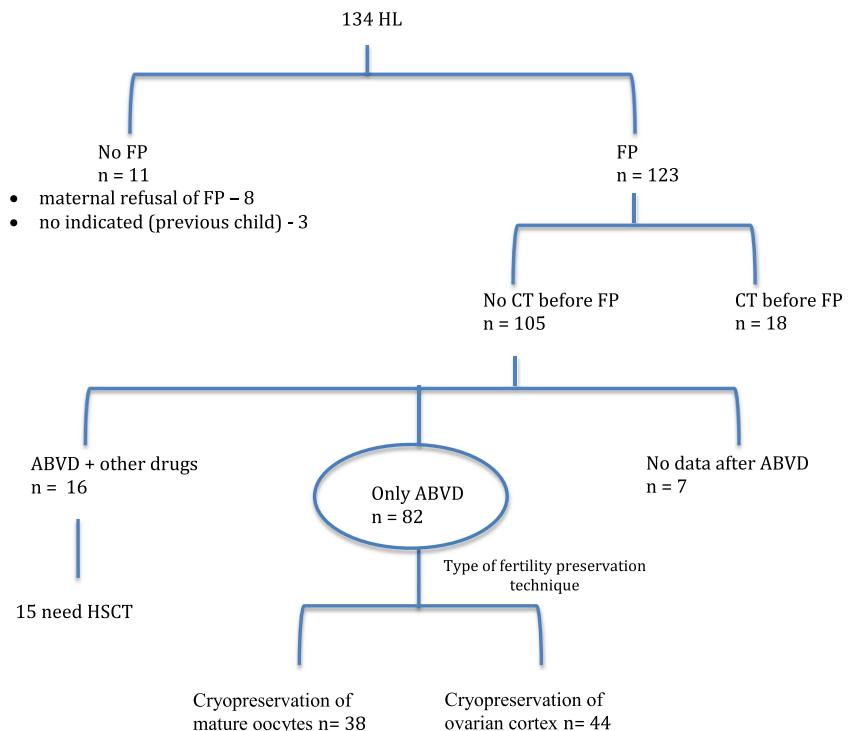 134 HL
No FP
n = 11
• maternal refusal of FP – 8
• no indicated (previous child) - 3
FP
n = 123
No CT before FP
n = 105
CT before FP
n = 18
ABVD + other drugs
n = 16
Only ABVD
n = 82
No data after ABVD
n = 7
15 need HSCT
Type of fertility preservation
technique
Cryopreservation of
mature oocytes n= 38
Cryopreservation of
ovarian cortex n= 44